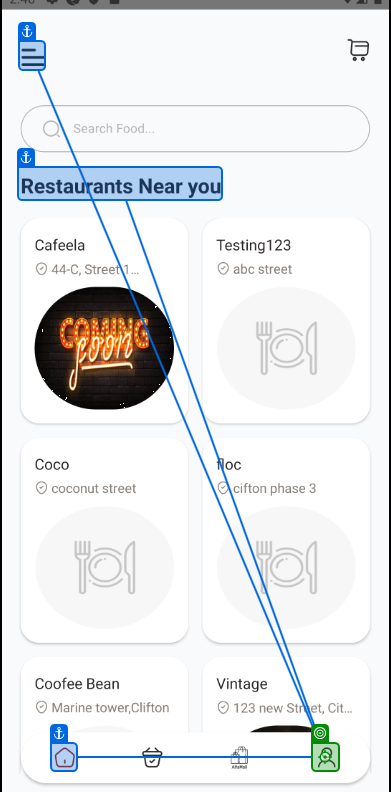 2:40
Search Food...
Restaurants Near you
Cafeela
Testing123
44-C, Street 1...
abc street
COMING
soon
Coco
floc
coconut street
cifton phase 3
Coofee Bean
Vintage
Marine tower,Clifton
123 new Street, Cit...
AlfaMall